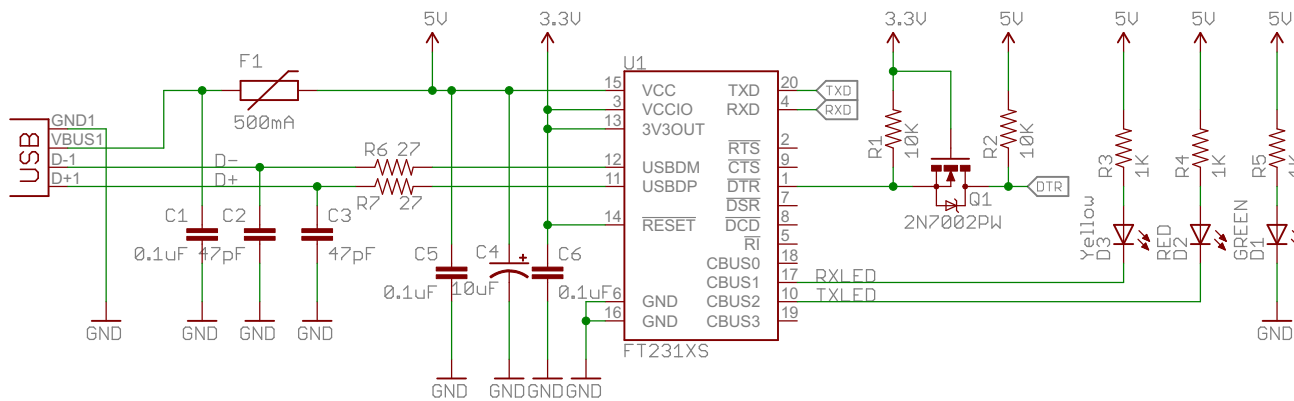 5V
3.3V
3.3V
5V
5V
5V
5V
F1
500mA
U1
15 VCC TXD 20 TXD
3 VCCIO RXD 4 RXD
13 3V3OUT
RTS 2
12 USBDM CTS 9
11 USBDP DTR 1 DTR
DSR 7
14 RESET DCD 8
RI 5
CBUS0 18
CBUS1 17 RXLED
6 GND CBUS2 10 TXLED
16 GND CBUS3 19
FT231XS
USB
GND1
VBUS1
D-1
D+1
D-
D+
R6 27
R7 27
C1
0.1uF
C2
47pF
C3
47pF
C5
0.1uF
C4
+
10uF
C6
0.1uF
R1
10K
R2
10K
Q1
2N7002PW
R3
1K
R4
1K
R5
1K
Yellow
D3
RED
D2
GREEN
D1
GND
GND
GND
GND
GND
GND
GND
GND
GND